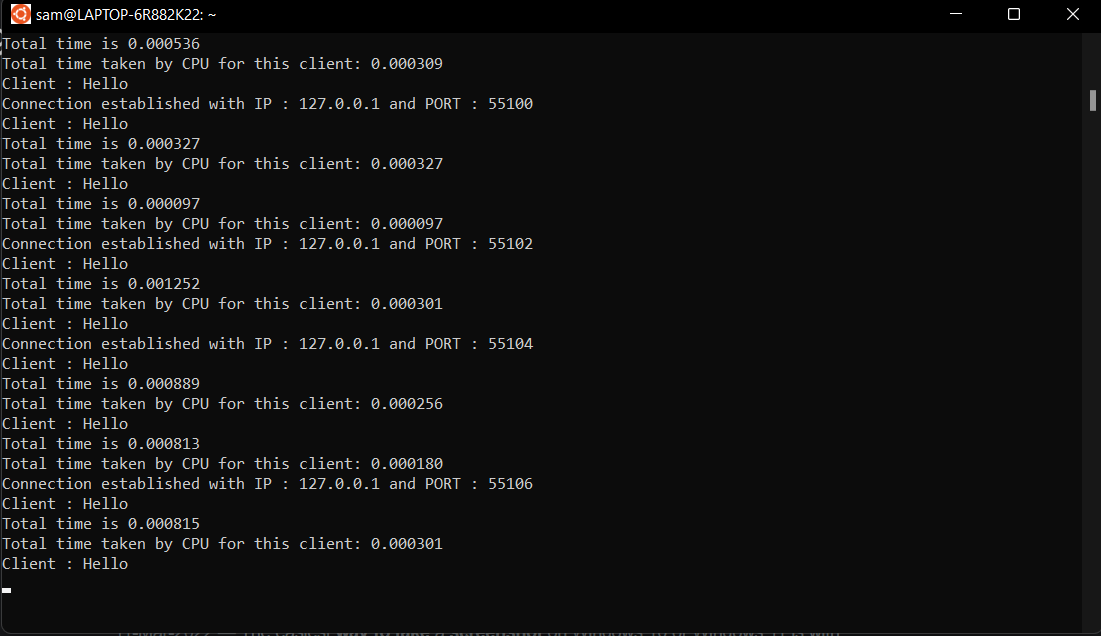 sam@LAPTOP-6R882K22: ~
Total time is 0.000536
Total time taken by CPU for this client: 0.000309
Client : Hello
Connection established with IP : 127.0.0.1 and PORT : 55100
Client : Hello
Total time is 0.000327
Total time taken by CPU for this client: 0.000327
Client : Hello
Total time is 0.000097
Total time taken by CPU for this client: 0.000097
Connection established with IP : 127.0.0.1 and PORT : 55102
Client : Hello
Total time is 0.001252
Total time taken by CPU for this client: 0.000301
Client : Hello
Connection established with IP : 127.0.0.1 and PORT : 55104
Client : Hello
Total time is 0.000889
Total time taken by CPU for this client: 0.000256
Client : Hello
Total time is 0.000813
Total time taken by CPU for this client: 0.000180
Connection established with IP : 127.0.0.1 and PORT : 55106
Client : Hello
Total time is 0.000815
Total time taken by CPU for this client: 0.000301
Client : Hello